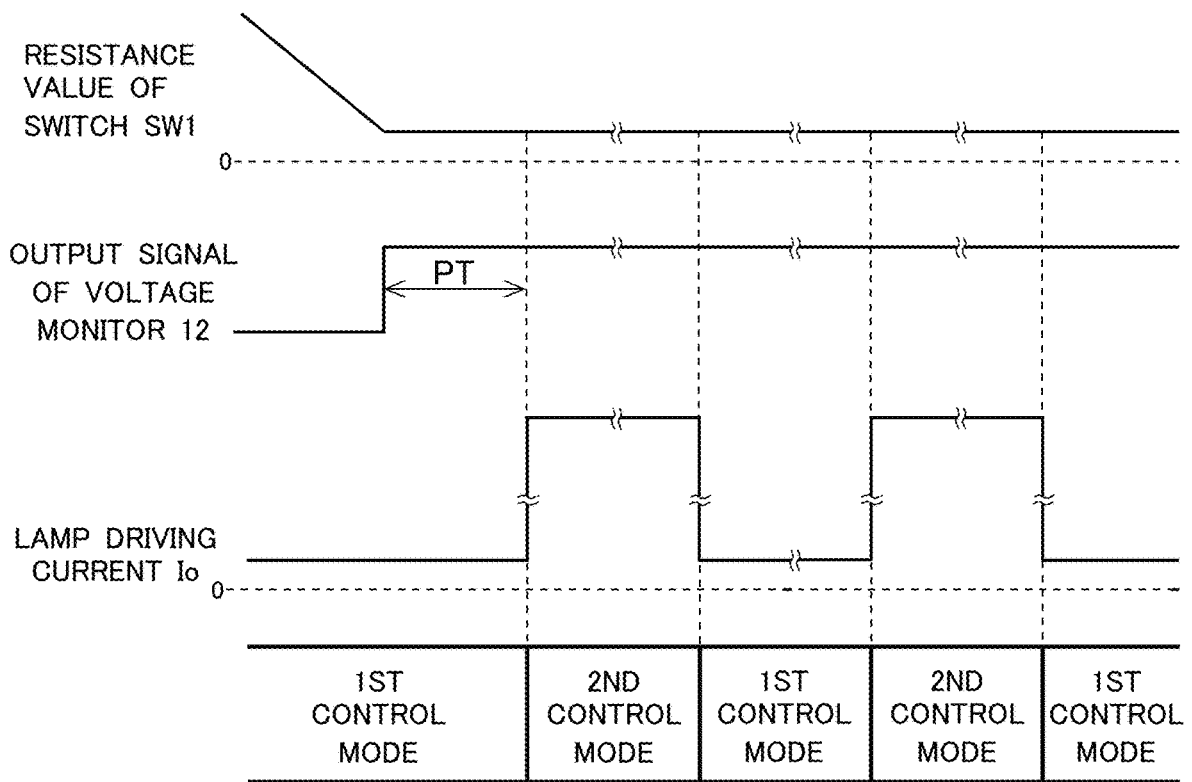 RESISTANCE
VALUE OF
SWITCH SW1
0
OUTPUT SIGNAL
OF VOLTAGE
MONITOR 12
PT
LAMP DRIVING
CURRENT Io
0
1ST
CONTROL
MODE
2ND
CONTROL
MODE
1ST
CONTROL
MODE
2ND
CONTROL
MODE
1ST
CONTROL
MODE